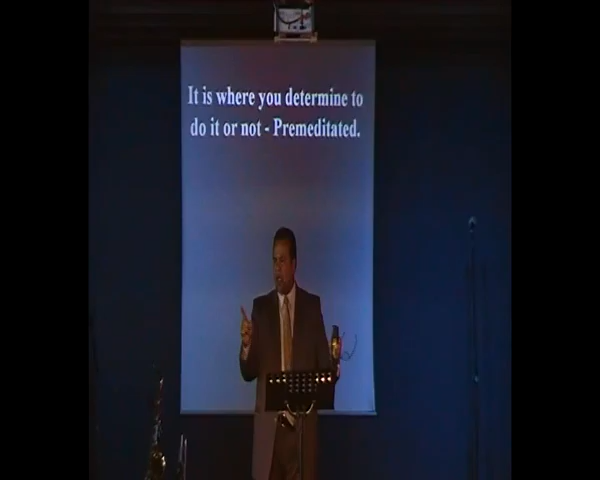 It is where you determine to
do it or not - Premeditated.